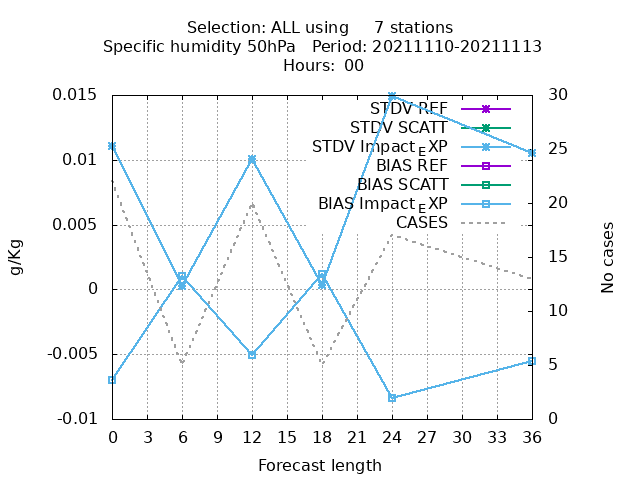 Selection: ALL using     7 stations
Specific humidity 50hPa   Period: 20211110-20211113
Hours: 00
0.015
0.01
0.005
0
-0.005
-0.01
g/Kg
30
25
20
15
10
5
0
No cases
STDV REF
STDV SCATT
STDV Impact_EXP
BIAS REF
BIAS SCATT
BIAS Impact_EXP
CASES
0 3 6 9 12 15 18 21 24 27 30 33 36
Forecast length